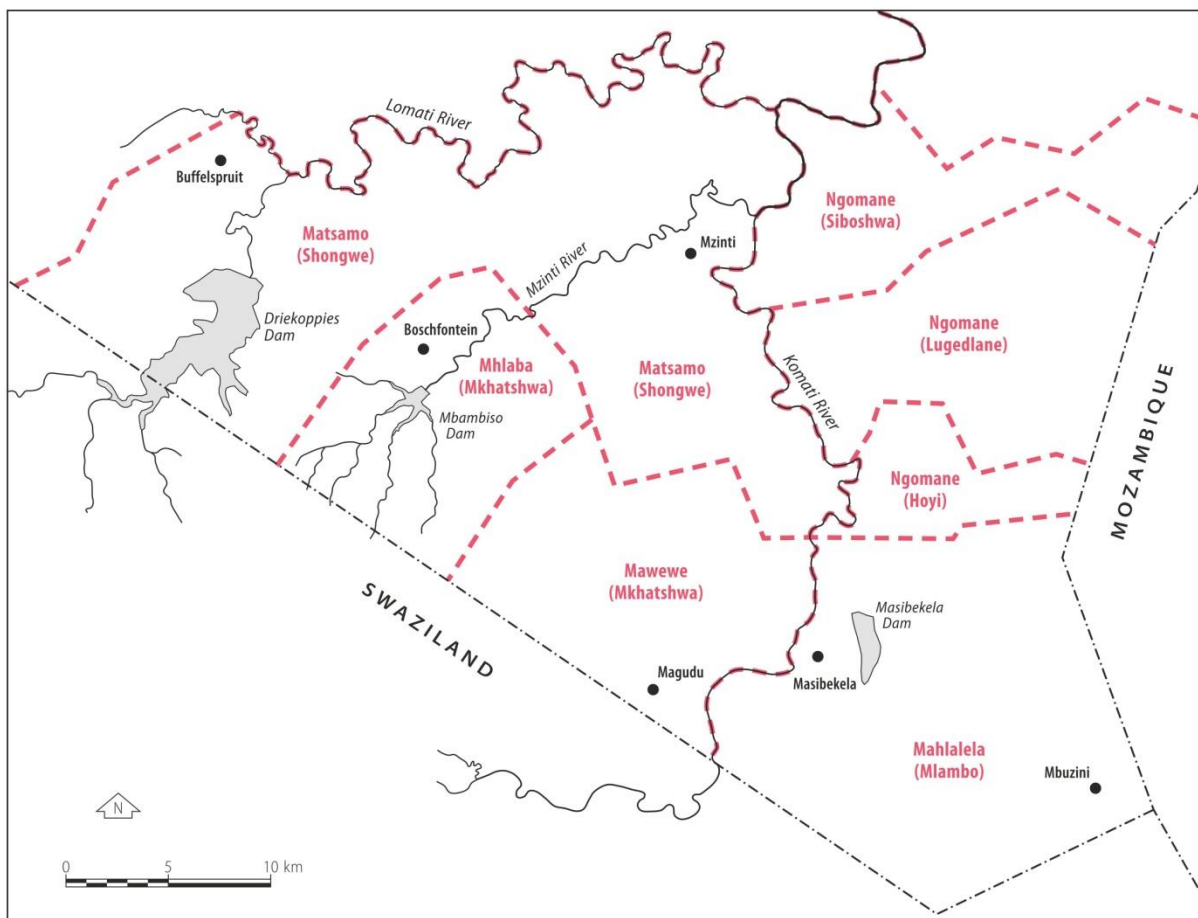 Lomati River
Buffelspruit
Matsamo
(Shongwe)
Ngomane
(Siboshwa)
Mzinti
Mzinti River
Driekoppies
Dam
Boschfontein
Mhlaba
(Mkhatshwa)
Matsamo
(Shongwe)
Komati River
Ngomane
(Lugedlane)
Mbambiso
Dam
Ngomane
(Hoyi)
MOZAMBIQUE
Mawewe
(Mkhatshwa)
SWAZILAND
Masibekela
Dam
Magudu
Masibekela
Mahlalela
(Mlambo)
Mbuzini
N
0 5 10 km